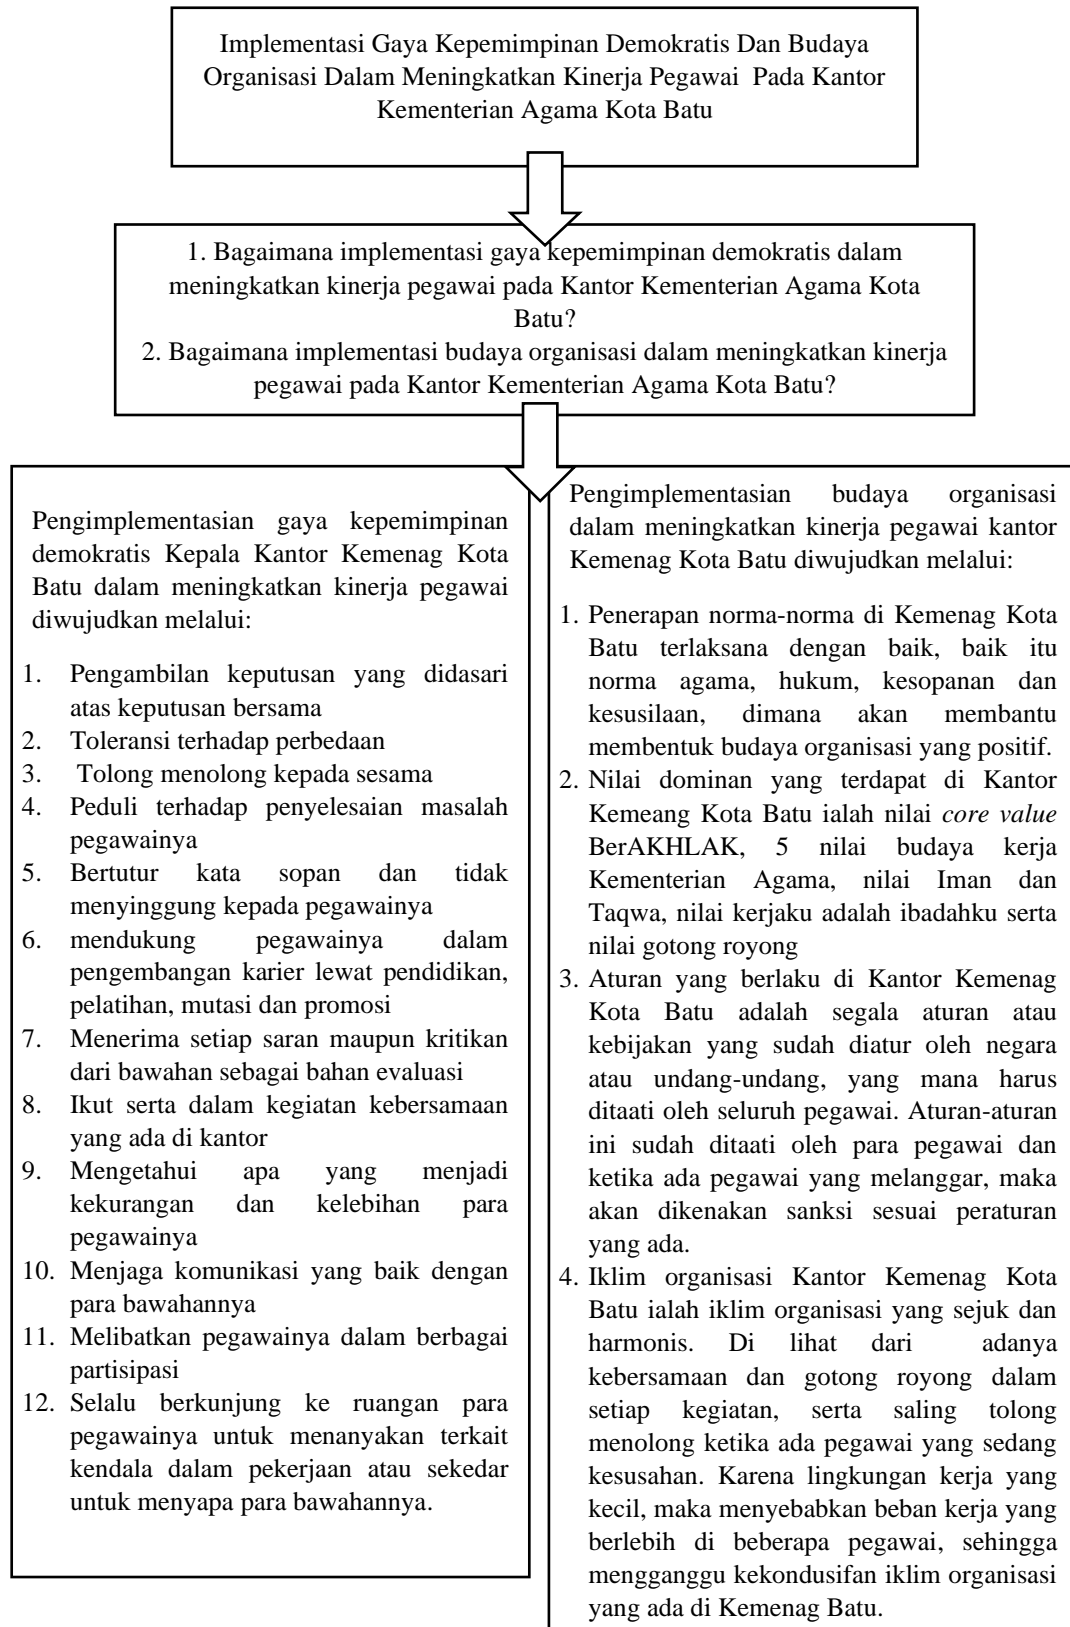 Implementasi Gaya Kepemimpinan Demokratis Dan Budaya
Organisasi Dalam Meningkatkan Kinerja Pegawai Pada Kantor
Kementerian Agama Kota Batu
1. Bagaimana implementasi gaya kepemimpinan demokratis dalam
meningkatkan kinerja pegawai pada Kantor Kementerian Agama Kota
Batu?
2. Bagaimana implementasi budaya organisasi dalam meningkatkan kinerja
pegawai pada Kantor Kementerian Agama Kota Batu?
Pengimplementasian gaya kepemimpinan
demokratis Kepala Kantor Kemenag Kota
Batu dalam meningkatkan kinerja pegawai
diwujudkan melalui:
1. Pengambilan keputusan yang didasari
atas keputusan bersama
2. Toleransi terhadap perbedaan
3. Tolong menolong kepada sesama
4. Peduli terhadap penyelesaian masalah
pegawainya
5. Bertutur kata sopan dan tidak
menyinggung kepada pegawainya
6. mendukung pegawainya dalam
pengembangan karier lewat pendidikan,
pelatihan, mutasi dan promosi
7. Menerima setiap saran maupun kritikan
dari bawahan sebagai bahan evaluasi
8. Ikut serta dalam kegiatan kebersamaan
yang ada di kantor
9. Mengetahui apa yang menjadi
kekurangan dan kelebihan para
pegawainya
10. Menjaga komunikasi yang baik dengan
para bawahannya
11. Melibatkan pegawainya dalam berbagai
partisipasi
12. Selalu berkunjung ke ruangan para
pegawainya untuk menanyakan terkait
kendala dalam pekerjaan atau sekedar
untuk menyapa para bawahannya.
Pengimplementasian budaya organisasi
dalam meningkatkan kinerja pegawai kantor
Kemenag Kota Batu diwujudkan melalui:
1. Penerapan norma-norma di Kemenag Kota
Batu terlaksana dengan baik, baik itu
norma agama, hukum, kesopanan dan
kesusilaan, dimana akan membantu
membentuk budaya organisasi yang positif.
2. Nilai dominan yang terdapat di Kantor
Kemeang Kota Batu ialah nilai core value
BerAKHLAK, 5 nilai budaya kerja
Kementerian Agama, nilai Iman dan
Taqwa, nilai kerjaku adalah ibadahku serta
nilai gotong royong
3. Aturan yang berlaku di Kantor Kemenag
Kota Batu adalah segala aturan atau
kebijakan yang sudah diatur oleh negara
atau undang-undang, yang mana harus
ditaati oleh seluruh pegawai. Aturan-aturan
ini sudah ditaati oleh para pegawai dan
ketika ada pegawai yang melanggar, maka
akan dikenakan sanksi sesuai peraturan
yang ada.
4. Iklim organisasi Kantor Kemenag Kota
Batu ialah iklim organisasi yang sejuk dan
harmonis. Di lihat dari adanya
kebersamaan dan gotong royong dalam
setiap kegiatan, serta saling tolong
menolong ketika ada pegawai yang sedang
kesusahan. Karena lingkungan kerja yang
kecil, maka menyebabkan beban kerja yang
berlebih di beberapa pegawai, sehingga
mengganggu kekondusifan iklim organisasi
yang ada di Kemenag Batu.